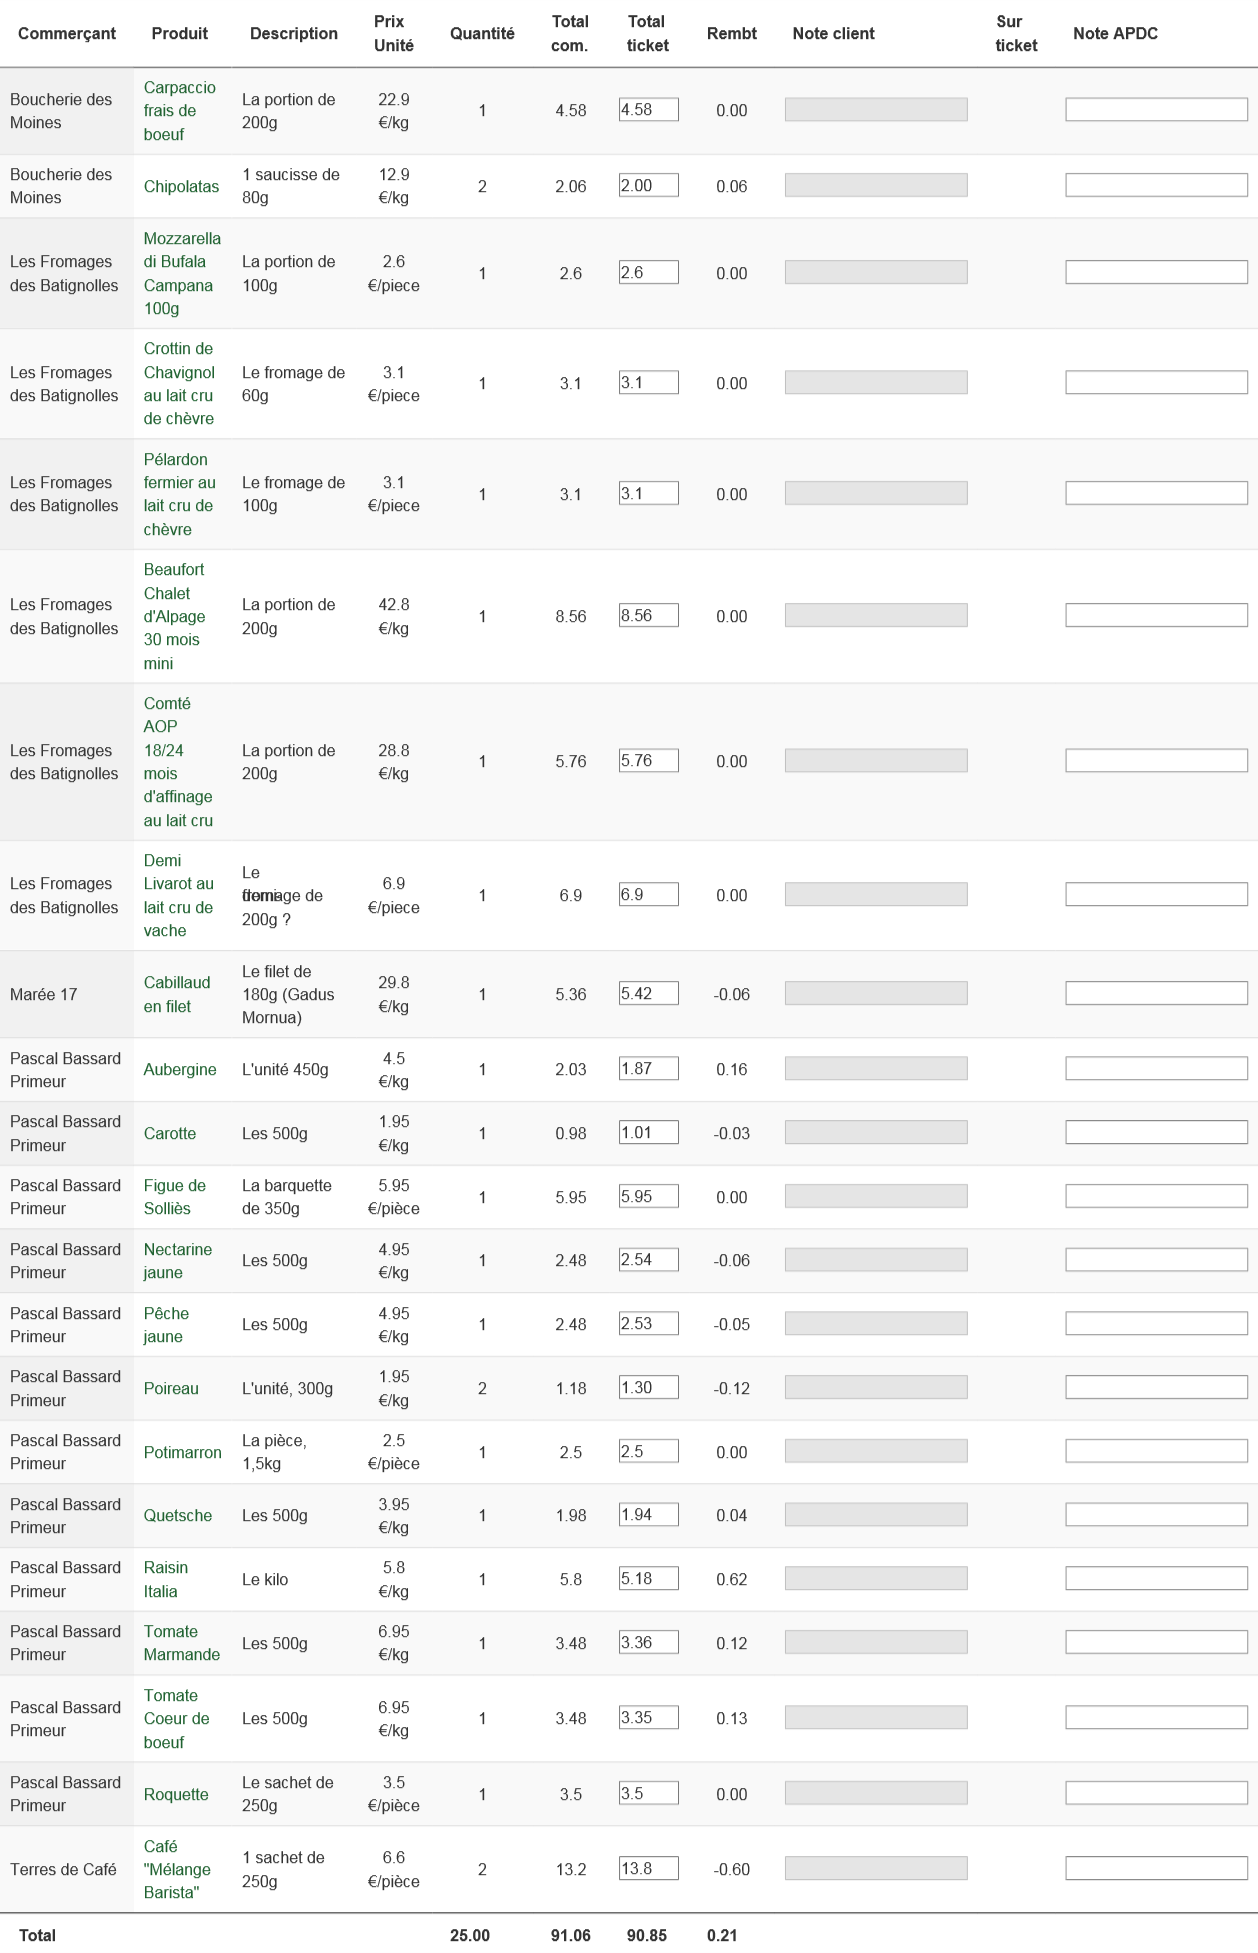 Commerçant Produit Description Prix Unité Quantité Total com. Total ticket Rembt Note client Sur ticket Note APDC
Boucherie des Moines Carpaccio frais de boeuf La portion de 200g 22.9 €/kg 1 4.58 4.58 0.00
Boucherie des Moines Chipolatas 1 saucisse de 80g 12.9 €/kg 2 2.06 2.00 0.06
Les Fromages des Batignolles Mozzarella di Bufala Campana 100g La portion de 100g 2.6 €/piece 1 2.6 2.6 0.00
Les Fromages des Batignolles Crottin de Chavignol au lait cru de chèvre Le fromage de 60g 3.1 €/piece 1 3.1 3.1 0.00
Les Fromages des Batignolles Pélardon fermier au lait cru de chèvre Le fromage de 100g 3.1 €/piece 1 3.1 3.1 0.00
Les Fromages des Batignolles Beaufort Chalet d'Alpage 30 mois mini La portion de 200g 42.8 €/kg 1 8.56 8.56 0.00
Les Fromages des Batignolles Comté AOP 18/24 mois d'affinage au lait cru La portion de 200g 28.8 €/kg 1 5.76 5.76 0.00
Les Fromages des Batignolles Demi Livarot au lait cru de vache Le fromage de 200g ? 6.9 €/piece 1 6.9 6.9 0.00
Marée 17 Cabillaud en filet Le filet de 180g (Gadus Mornua) 29.8 €/kg 1 5.36 5.42 -0.06
Pascal Bassard Primeur Aubergine L'unité 450g 4.5 €/kg 1 2.03 1.87 0.16
Pascal Bassard Primeur Carotte Les 500g 1.95 €/kg 1 0.98 1.01 -0.03
Pascal Bassard Primeur Figue de Solliès La barquette de 350g 5.95 €/pièce 1 5.95 5.95 0.00
Pascal Bassard Primeur Nectarine jaune Les 500g 4.95 €/kg 1 2.48 2.54 -0.06
Pascal Bassard Primeur Pêche jaune Les 500g 4.95 €/kg 1 2.48 2.53 -0.05
Pascal Bassard Primeur Poireau L'unité, 300g 1.95 €/kg 2 1.18 1.30 -0.12
Pascal Bassard Primeur Potimarron La pièce, 1,5kg 2.5 €/pièce 1 2.5 2.5 0.00
Pascal Bassard Primeur Quetsche Les 500g 3.95 €/kg 1 1.98 1.94 0.04
Pascal Bassard Primeur Raisin Italia Le kilo 5.8 €/kg 1 5.8 5.18 0.62
Pascal Bassard Primeur Tomate Marmande Les 500g 6.95 €/kg 1 3.48 3.36 0.12
Pascal Bassard Primeur Tomate Coeur de boeuf Les 500g 6.95 €/kg 1 3.48 3.35 0.13
Pascal Bassard Primeur Roquette Le sachet de 250g 3.5 €/pièce 1 3.5 3.5 0.00
Terres de Café Café "Mélange Barista" 1 sachet de 250g 6.6 €/pièce 2 13.2 13.8 -0.60
Total 25.00 91.06 90.85 0.21